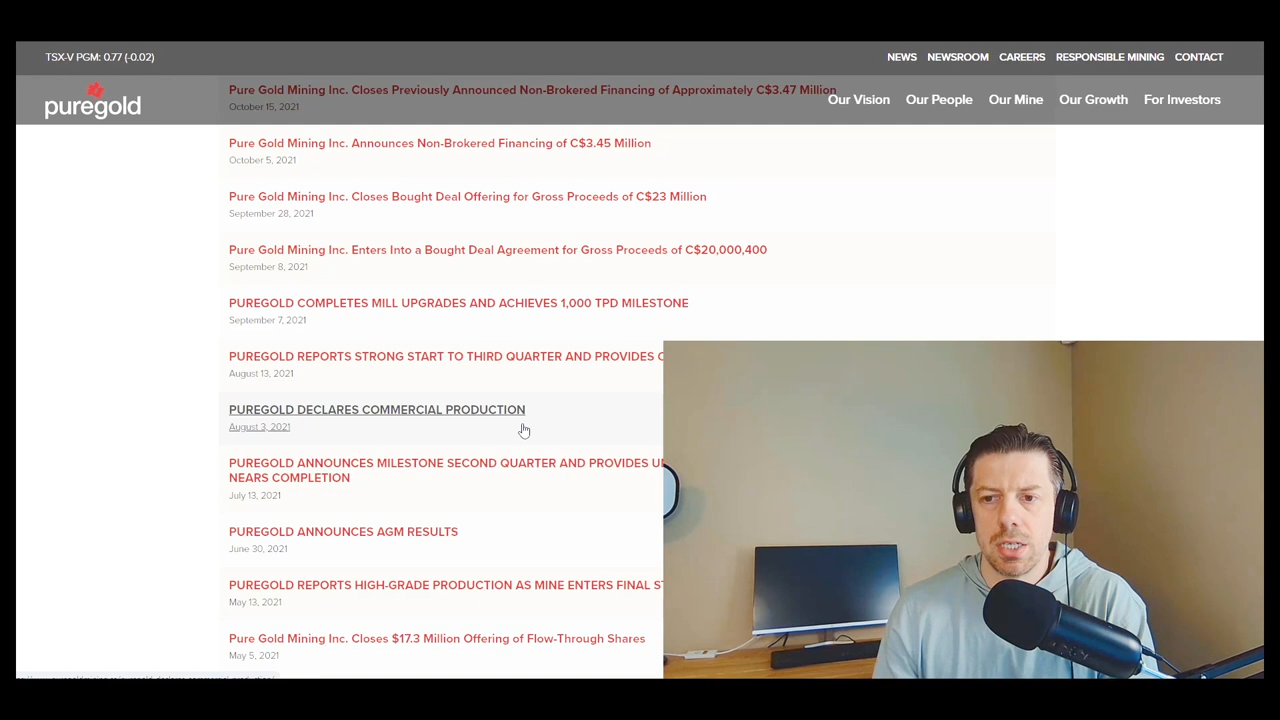 TSX-V PGM: 0.77 (-0.02)
NEWS NEWSROOM CAREERS RESPONSIBLE MINING CONTACT
puregold
Our Vision Our People Our Mine Our Growth For Investors
Pure Gold Mining Inc. Closes Previously Announced Non-Brokered Financing of Approximately C$3.47 Million
October 15, 2021
Pure Gold Mining Inc. Announces Non-Brokered Financing of C$3.45 Million
October 5, 2021
Pure Gold Mining Inc. Closes Bought Deal Offering for Gross Proceeds of C$23 Million
September 28, 2021
Pure Gold Mining Inc. Enters Into a Bought Deal Agreement for Gross Proceeds of C$20,000,400
September 8, 2021
PUREGOLD COMPLETES MILL UPGRADES AND ACHIEVES 1,000 TPD MILESTONE
September 7, 2021
PUREGOLD REPORTS STRONG START TO THIRD QUARTER AND PROVIDES
August 13, 2021
PUREGOLD DECLARES COMMERCIAL PRODUCTION
August 3, 2021
PUREGOLD ANNOUNCES MILESTONE SECOND QUARTER AND PROVIDES
NEARS COMPLETION
July 13, 2021
PUREGOLD ANNOUNCES AGM RESULTS
June 30, 2021
PUREGOLD REPORTS HIGH-GRADE PRODUCTION AS MINE ENTERS FINAL
May 13, 2021
Pure Gold Mining Inc. Closes $17.3 Million Offering of Flow-Through Shares
May 5, 2021